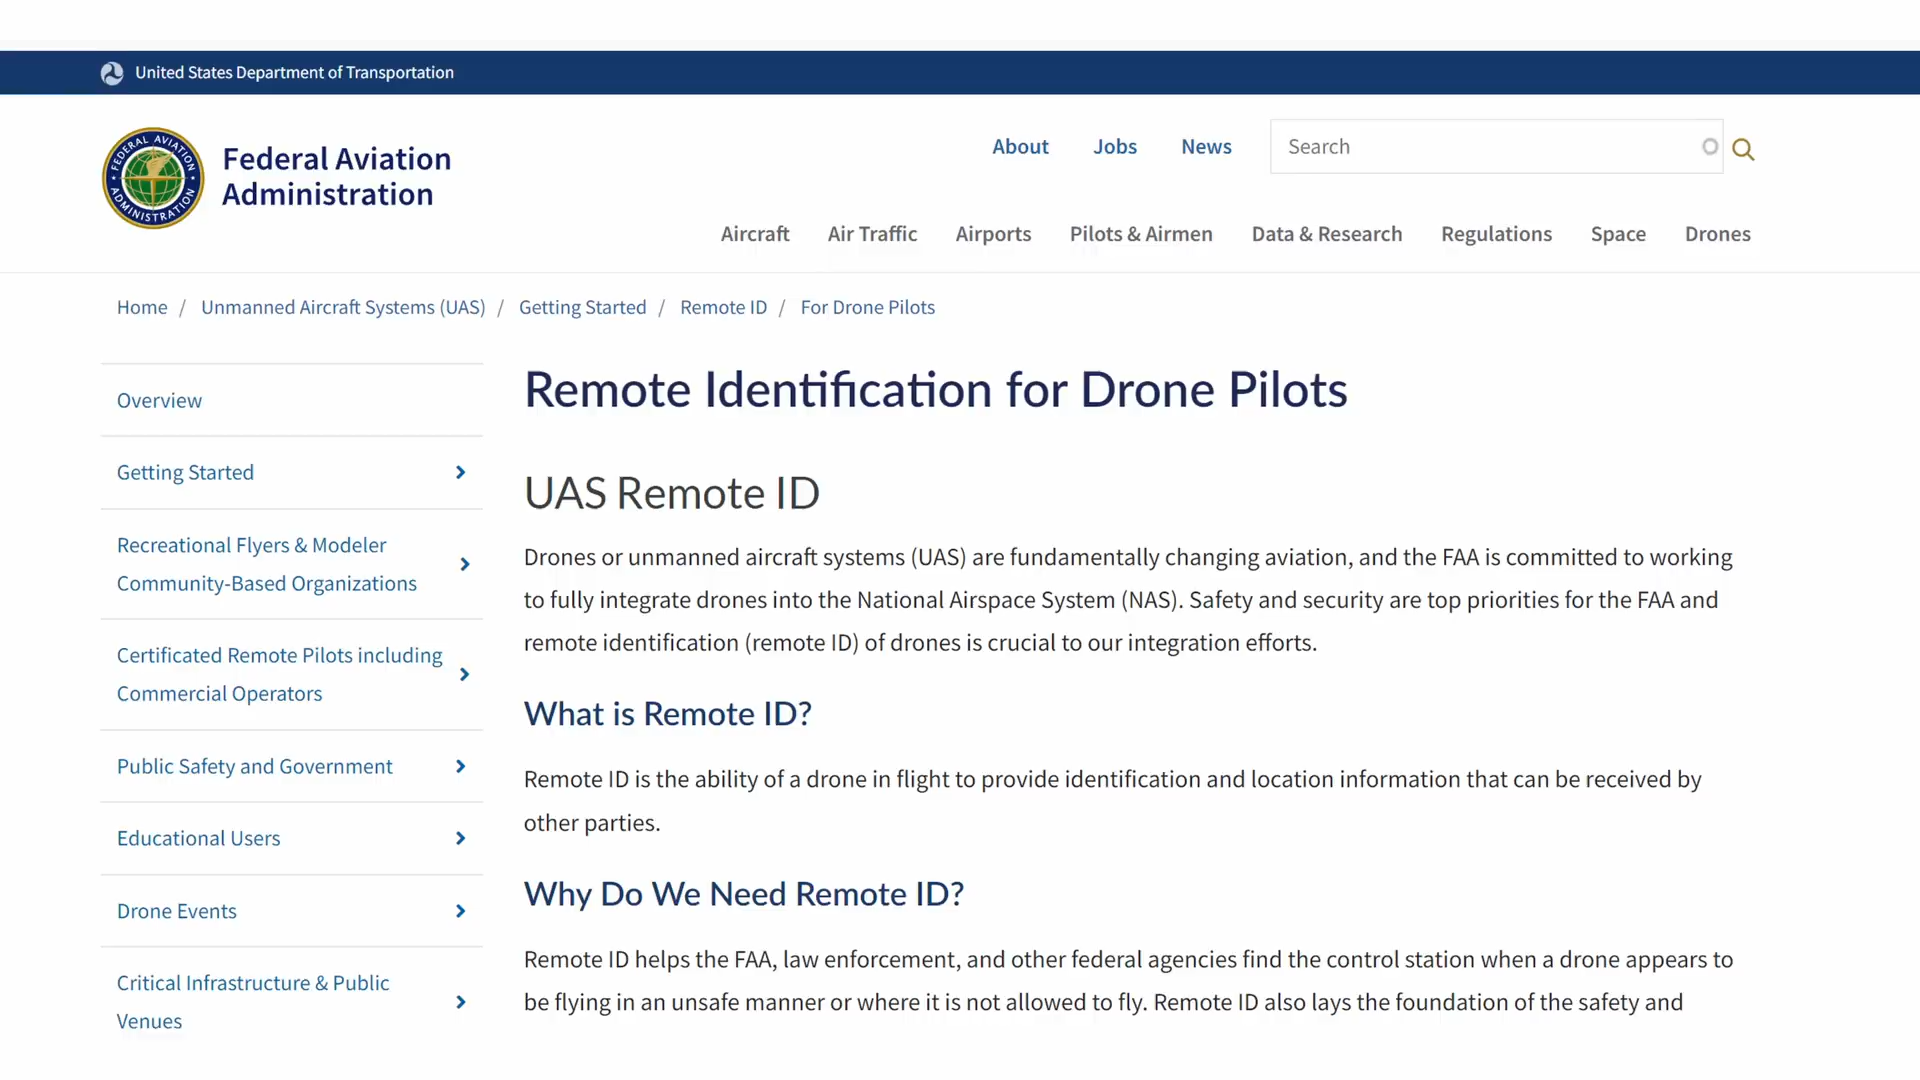 United States Department of Transportation
FEDERAL AVIATION
ADMINISTRATION
Federal Aviation
Administration
About
Jobs
News
Search
Aircraft
Air Traffic
Airports
Pilots & Airmen
Data & Research
Regulations
Space
Drones
Home / Unmanned Aircraft Systems (UAS) / Getting Started / Remote ID / For Drone Pilots
Overview
Getting Started
Recreational Flyers & Modeler
Community-Based Organizations
Certificated Remote Pilots including
Commercial Operators
Public Safety and Government
Educational Users
Drone Events
Critical Infrastructure & Public
Venues
Remote Identification for Drone Pilots
UAS Remote ID
Drones or unmanned aircraft systems (UAS) are fundamentally changing aviation, and the FAA is committed to working
to fully integrate drones into the National Airspace System (NAS). Safety and security are top priorities for the FAA and
remote identification (remote ID) of drones is crucial to our integration efforts.
What is Remote ID?
Remote ID is the ability of a drone in flight to provide identification and location information that can be received by
other parties.
Why Do We Need Remote ID?
Remote ID helps the FAA, law enforcement, and other federal agencies find the control station when a drone appears to
be flying in an unsafe manner or where it is not allowed to fly. Remote ID also lays the foundation of the safety and